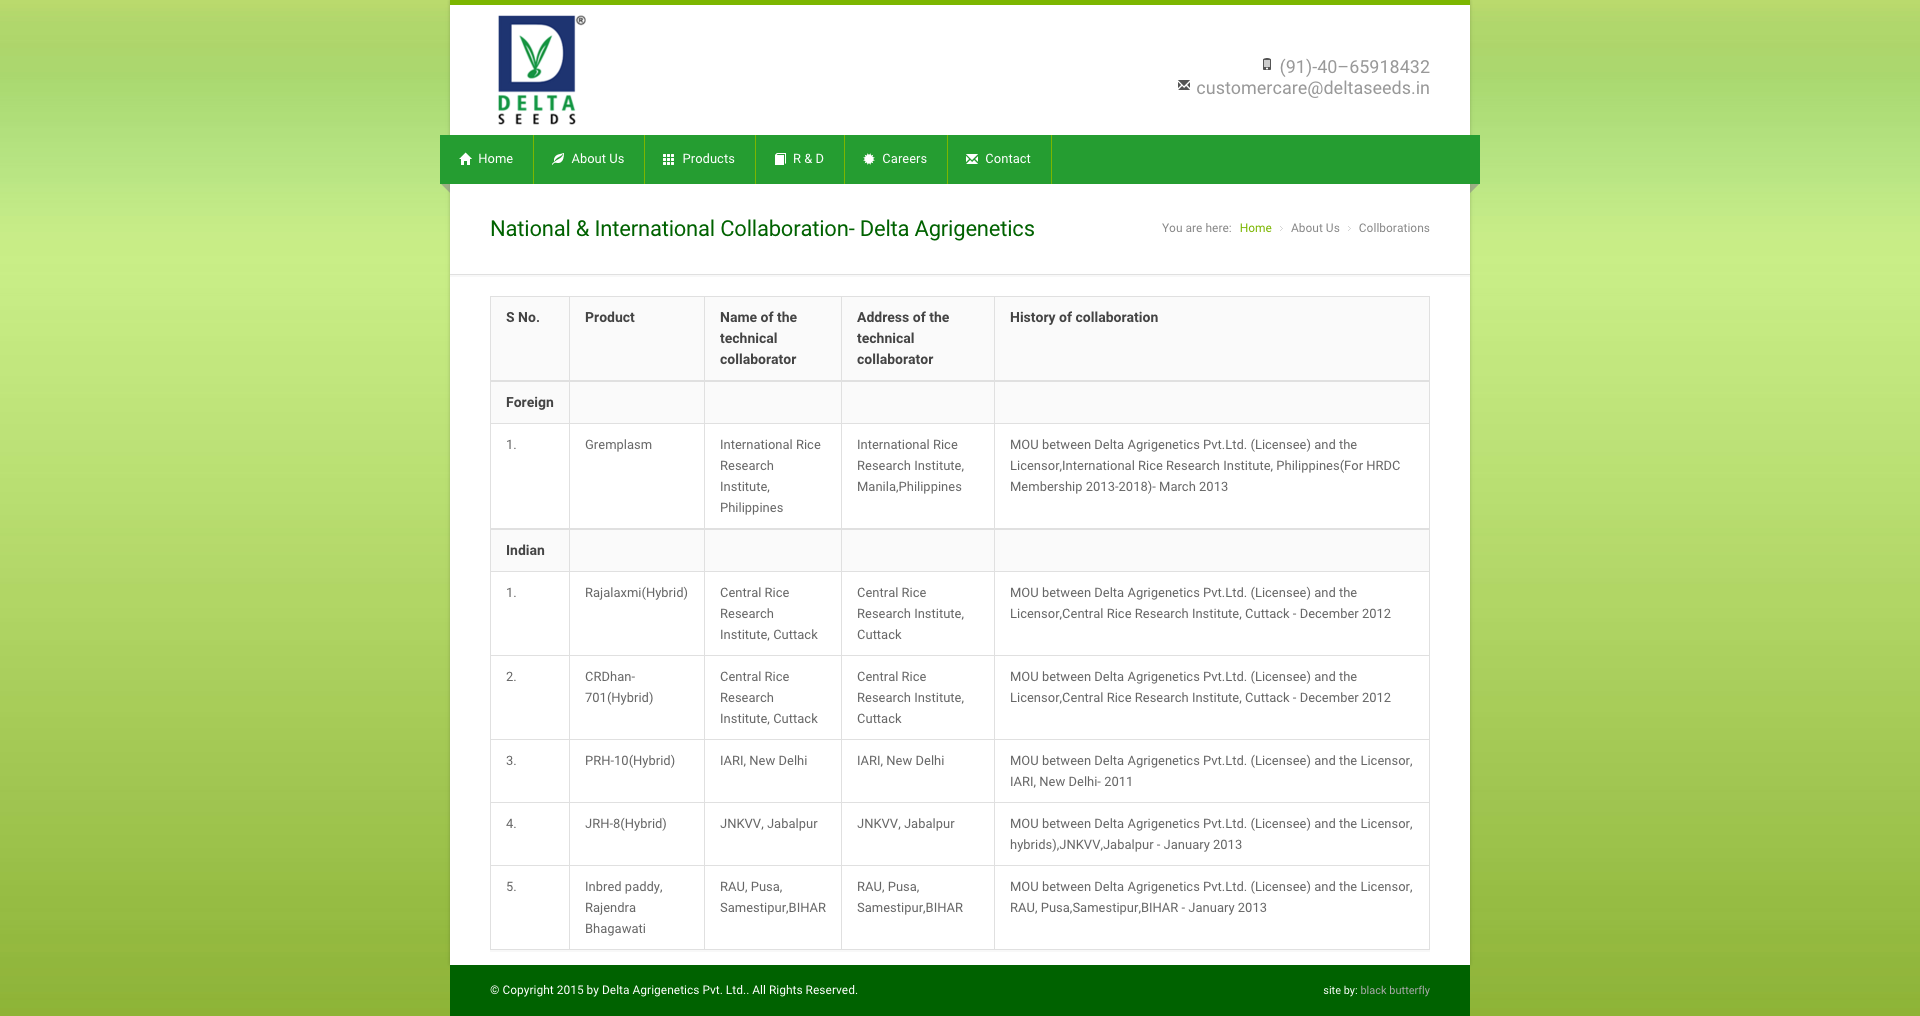 ®
DELTA
SEEDS
(91)-40–65918432
customercare@deltaseeds.in
Home
About Us
Products
R & D
Careers
Contact
National & International Collaboration- Delta Agrigenetics
You are here: Home > About Us > Collborations
S No.
Product
Name of the
technical
collaborator
Address of the
technical
collaborator
History of collaboration
Foreign
1.
Gremplasm
International Rice
Research
Institute,
Philippines
International Rice
Research Institute,
Manila,Philippines
MOU between Delta Agrigenetics Pvt.Ltd. (Licensee) and the
Licensor,International Rice Research Institute, Philippines(For HRDC
Membership 2013-2018)- March 2013
Indian
1.
Rajalaxmi(Hybrid)
Central Rice
Research
Institute, Cuttack
Central Rice
Research Institute,
Cuttack
MOU between Delta Agrigenetics Pvt.Ltd. (Licensee) and the
Licensor,Central Rice Research Institute, Cuttack - December 2012
2.
CRDhan-
701(Hybrid)
Central Rice
Research
Institute, Cuttack
Central Rice
Research Institute,
Cuttack
MOU between Delta Agrigenetics Pvt.Ltd. (Licensee) and the
Licensor,Central Rice Research Institute, Cuttack - December 2012
3.
PRH-10(Hybrid)
IARI, New Delhi
IARI, New Delhi
MOU between Delta Agrigenetics Pvt.Ltd. (Licensee) and the Licensor,
IARI, New Delhi- 2011
4.
JRH-8(Hybrid)
JNKVV, Jabalpur
JNKVV, Jabalpur
MOU between Delta Agrigenetics Pvt.Ltd. (Licensee) and the Licensor,
hybrids),JNKVV,Jabalpur - January 2013
5.
Inbred paddy,
Rajendra
Bhagawati
RAU, Pusa,
Samestipur,BIHAR
RAU, Pusa,
Samestipur,BIHAR
MOU between Delta Agrigenetics Pvt.Ltd. (Licensee) and the Licensor,
RAU, Pusa,Samestipur,BIHAR - January 2013
© Copyright 2015 by Delta Agrigenetics Pvt. Ltd.. All Rights Reserved.
site by: black butterfly